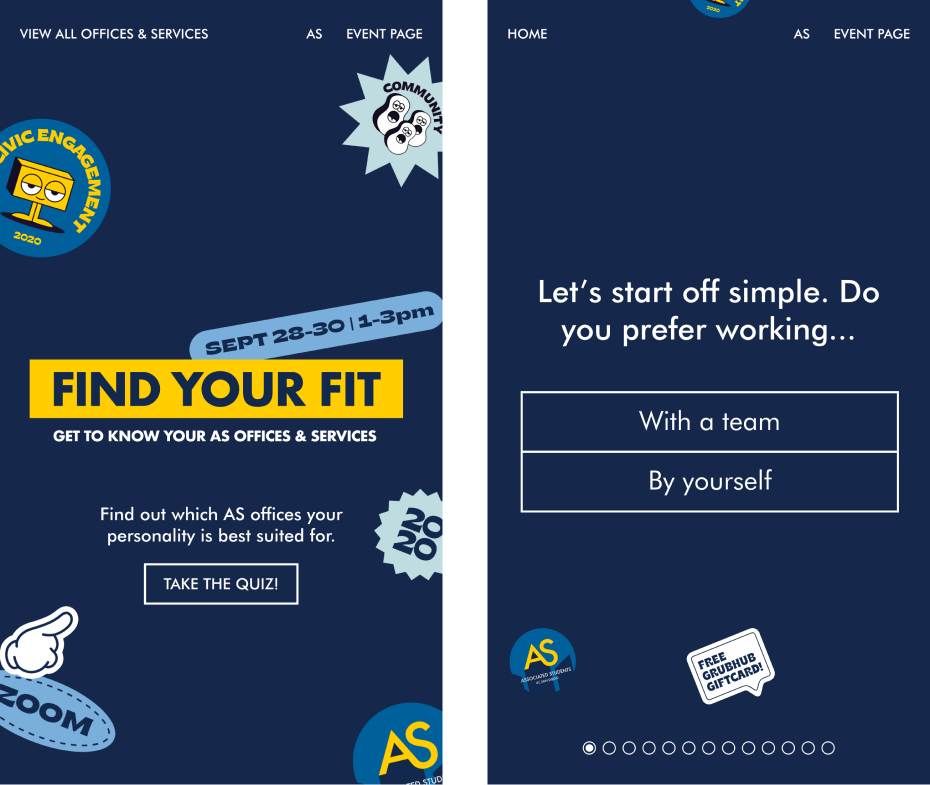 VIEW ALL OFFICES & SERVICES
AS
EVENT PAGE
COMMUNITY
CIVIC ENGAGEMENT
2020
SEPT 28-30 | 1-3pm
FIND YOUR FIT
GET TO KNOW YOUR AS OFFICES & SERVICES
Find out which AS offices your
personality is best suited for.
20
20
TAKE THE QUIZ!
ZOOM
AS
HOME
AS
EVENT PAGE
2020
Let's start off simple. Do
you prefer working...
With a team
By yourself
AS
ASSOCIATED STUDENTS
FREE
GRUBHUB
GIFTCARD!